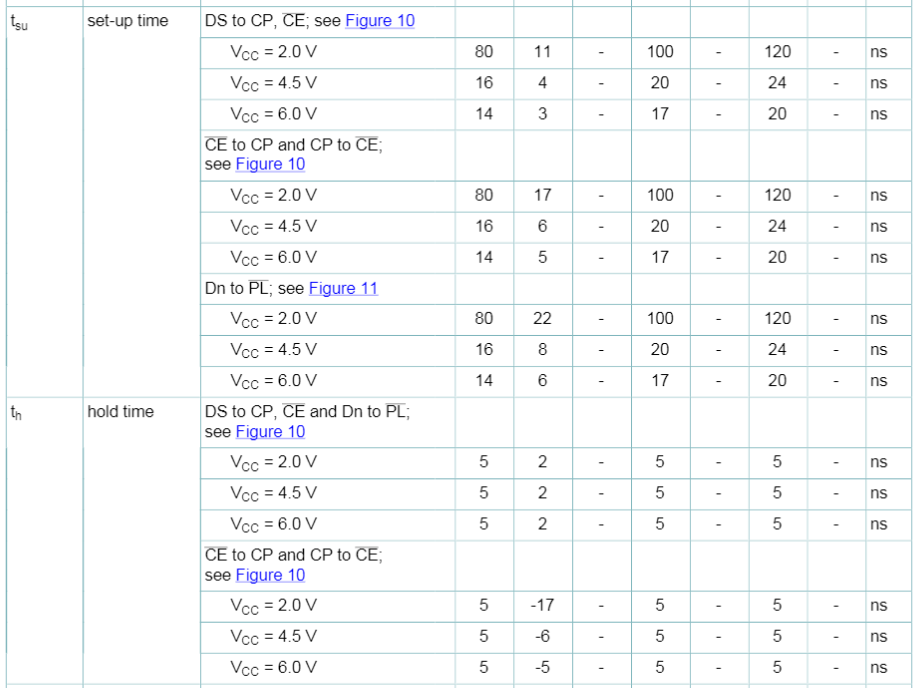 tsu set-up time DS to CP, C̅E̅; see Figure 10
VCC = 2.0 V 80 11 - 100 - 120 - ns
VCC = 4.5 V 16 4 - 20 - 24 - ns
VCC = 6.0 V 14 3 - 17 - 20 - ns
C̅E̅ to CP and CP to C̅E̅;
see Figure 10
VCC = 2.0 V 80 17 - 100 - 120 - ns
VCC = 4.5 V 16 6 - 20 - 24 - ns
VCC = 6.0 V 14 5 - 17 - 20 - ns
Dn to P̅L̅; see Figure 11
VCC = 2.0 V 80 22 - 100 - 120 - ns
VCC = 4.5 V 16 8 - 20 - 24 - ns
VCC = 6.0 V 14 6 - 17 - 20 - ns
th hold time DS to CP, C̅E̅ and Dn to P̅L̅;
see Figure 10
VCC = 2.0 V 5 2 - 5 - 5 - ns
VCC = 4.5 V 5 2 - 5 - 5 - ns
VCC = 6.0 V 5 2 - 5 - 5 - ns
C̅E̅ to CP and CP to C̅E̅;
see Figure 10
VCC = 2.0 V 5 -17 - 5 - 5 - ns
VCC = 4.5 V 5 -6 - 5 - 5 - ns
VCC = 6.0 V 5 -5 - 5 - 5 - ns